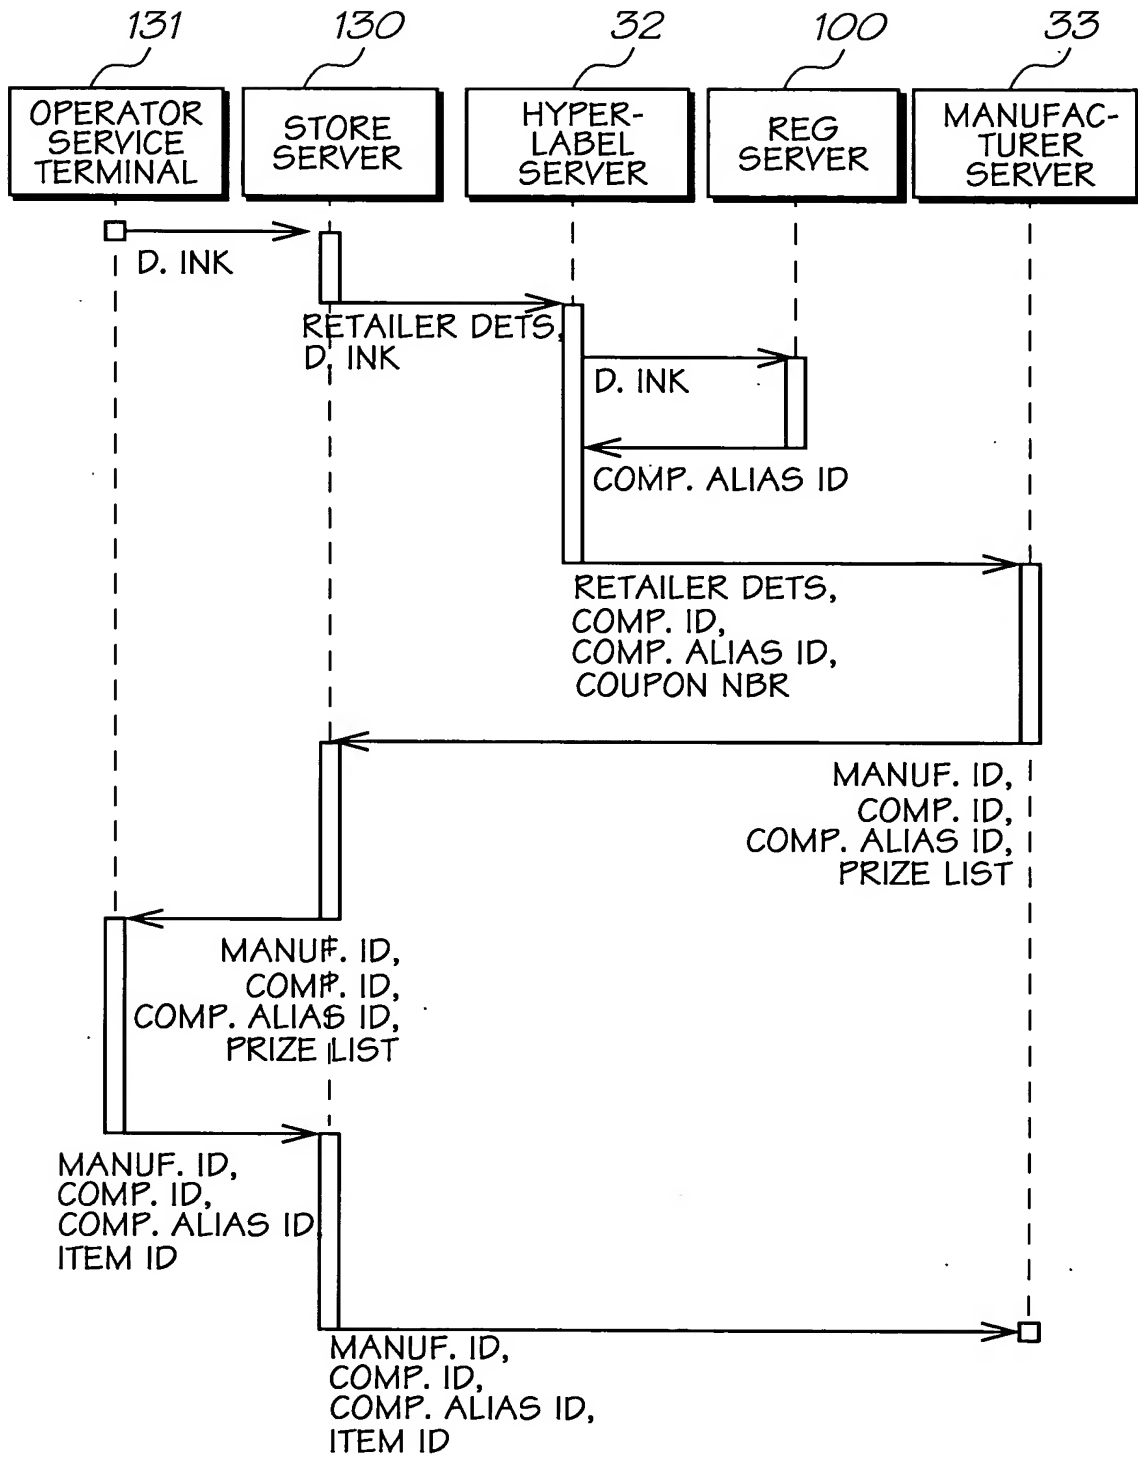 131
130
32
100
33
OPERATOR
SERVICE
TERMINAL
STORE
SERVER
HYPER-
LABEL
SERVER
REG
SERVER
MANUFAC-
TURER
SERVER
D. INK
RETAILER DETS,
D. INK
D. INK
COMP. ALIAS ID
RETAILER DETS,
COMP. ID,
COMP. ALIAS ID,
COUPON NBR
MANUF. ID,
COMP. ID,
COMP. ALIAS ID,
PRIZE LIST
MANUF. ID,
COMP. ID,
COMP. ALIAS ID,
PRIZE LIST
MANUF. ID,
COMP. ID,
COMP. ALIAS ID
ITEM ID
MANUF. ID,
COMP. ID,
COMP. ALIAS ID,
ITEM ID